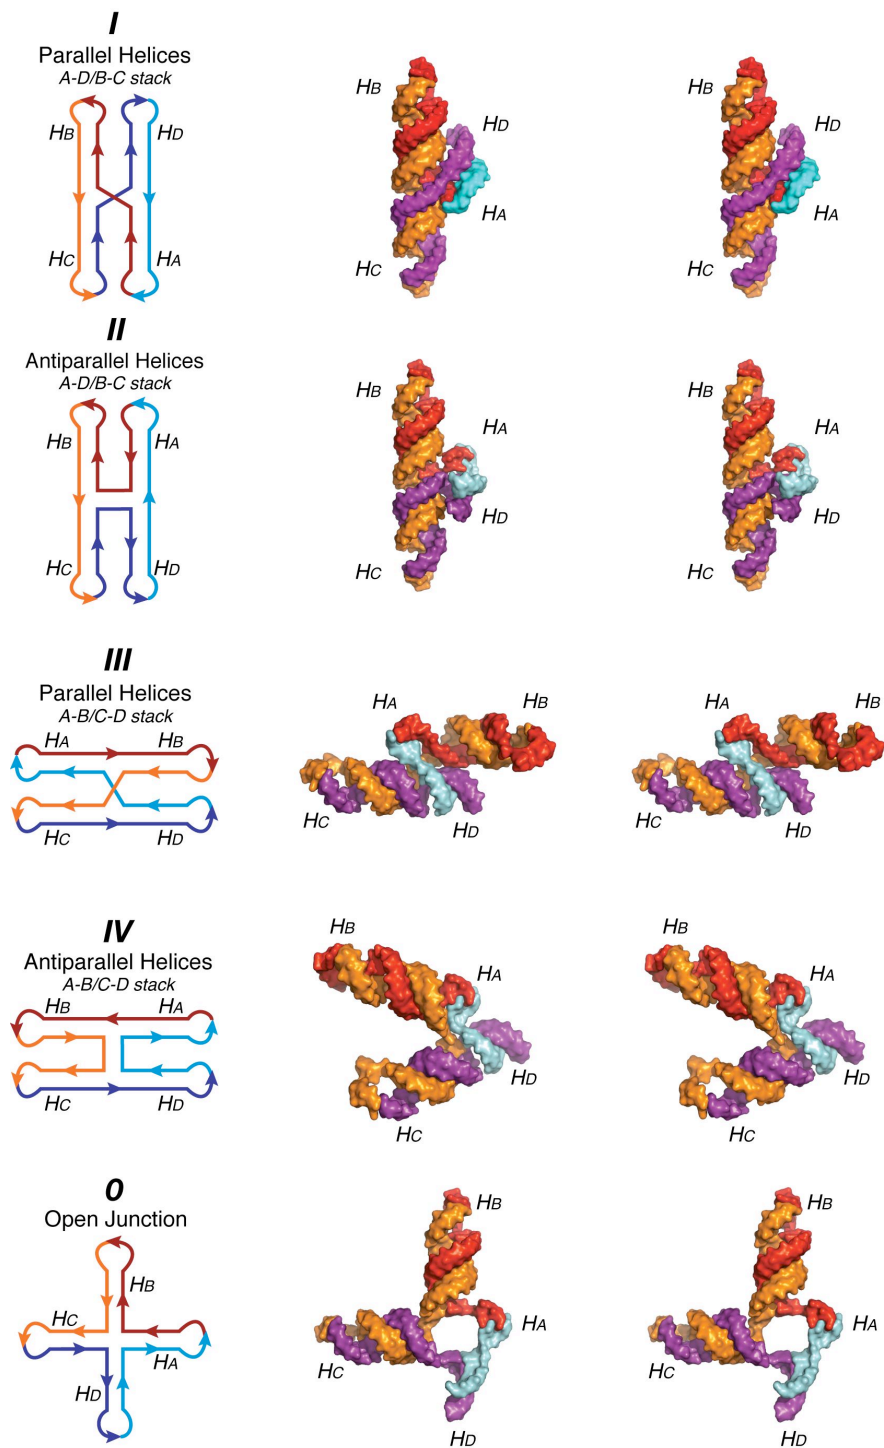 I
Parallel Helices
A-D/B-C stack
HB HD
HC HA
HB
HD
HA
HC
HB
HD
HA
HC
II
Antiparallel Helices
A-D/B-C stack
HB HA
HC HD
HB
HA
HD
HC
HB
HA
HD
HC
III
Parallel Helices
A-B/C-D stack
HA HB
HC HD
HA HB
HC HD
HA HB
HC HD
IV
Antiparallel Helices
A-B/C-D stack
HB HA
HC HD
HB
HA
HD
HC
HB
HA
HD
HC
0
Open Junction
HB
HC
HA
HD
HB
HA
HC
HD
HB
HA
HC
HD